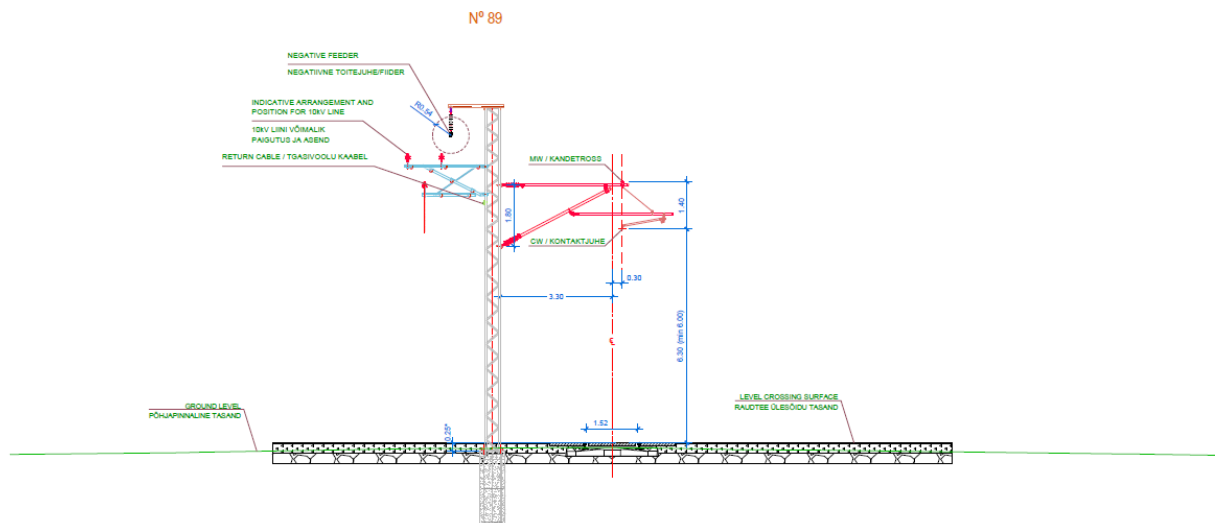 Nº 89
NEGATIVE FEEDER
NEGATIIVNE TOITEJUHE/FIIDER
INDICATIVE ARRANGEMENT AND
POSITION FOR 10kV LINE
10kV LIINI VÕIMALIK
PAIGUTUS JA ASEND
RETURN CABLE / TGASIVOOLU KAABEL
R0.54
MW / KANDETROSS
1.80
1.40
CW / KONTAKTJUHE
0.30
3.30
6.30 (min 6.00)
GROUND LEVEL
PÕHJAPINNALINE TASAND
LEVEL CROSSING SURFACE
RAUDTEE ÜLESÕIDU TASAND
1.52
0.25*